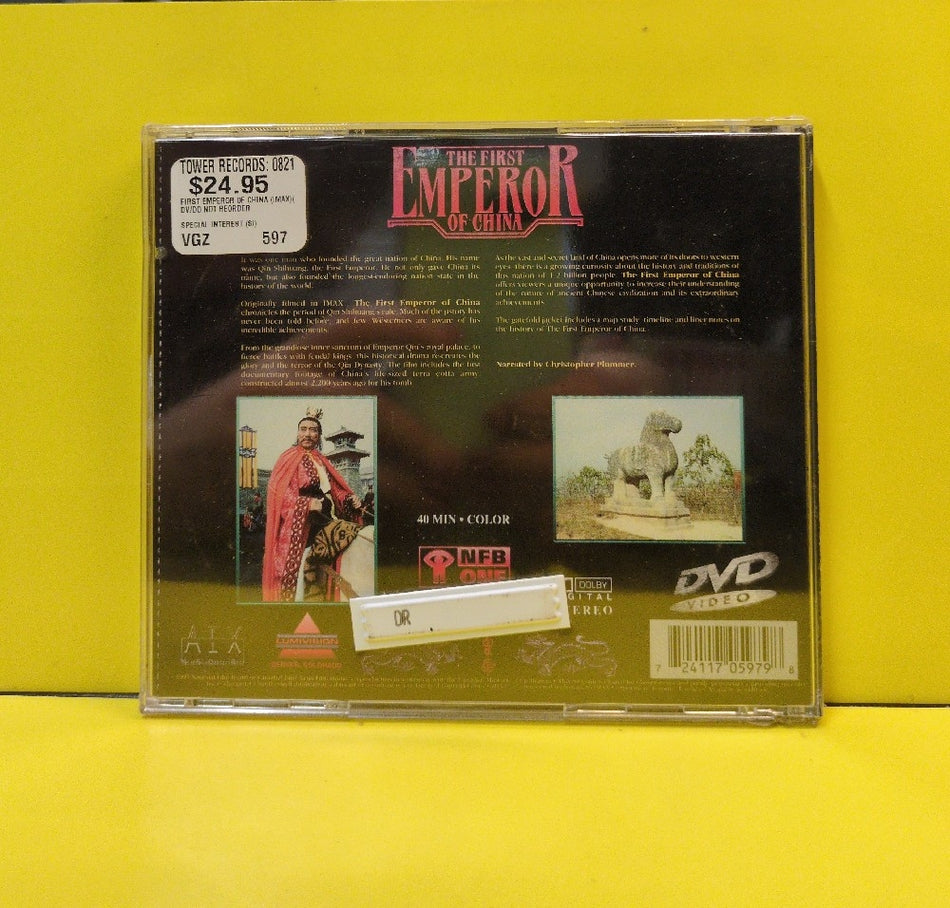 TOWER RECORDS: 0821
$24.95
FIRST EMPEROR OF CHINA (IMAX)(
DV/DO NOT REORDER
SPECIAL INTEREST (SI)
VGZ 597
THE FIRST
EMPEROR
OF CHINA
It was one man who founded the great nation of China. His name
was Qin Shihuang, the First Emperor. He not only gave China its
name, but also founded the longest-enduring nation state in the
history of the world.
Originally filmed in IMAX, The First Emperor of China
chronicles the period of Qin Shihuang's rule. Much of the history has
never been told before, and few Westerners are aware of his
incredible achievements.
From the grandiose inner sanctum of Emperor Qin's royal palace, to
fierce battles with feudal kings, this historical drama re-creates the
glory and the terror of the Qin Dynasty. The film includes the first
documentary footage of China's life-sized terra cotta army,
constructed almost 2,200 years ago for his tomb.
As the vast and secret land of China opens more of its doors to western
eyes, there is a growing curiosity about the history and traditions of
this nation of 1.2 billion people. The First Emperor of China
offers viewers a unique opportunity to increase their understanding
of the nature of ancient Chinese civilization and its extraordinary
achievements.
The gatefold jacket includes a map study, timeline and liner notes on
the history of The First Emperor of China.
Narrated by Christopher Plummer.
40 MIN • COLOR
NFB
ONF
DOLBY
DIGITAL
STEREO
DVD
VIDEO
DR
AIX
LUMIVISION
DENVER, COLORADO
7 24117 05979 8